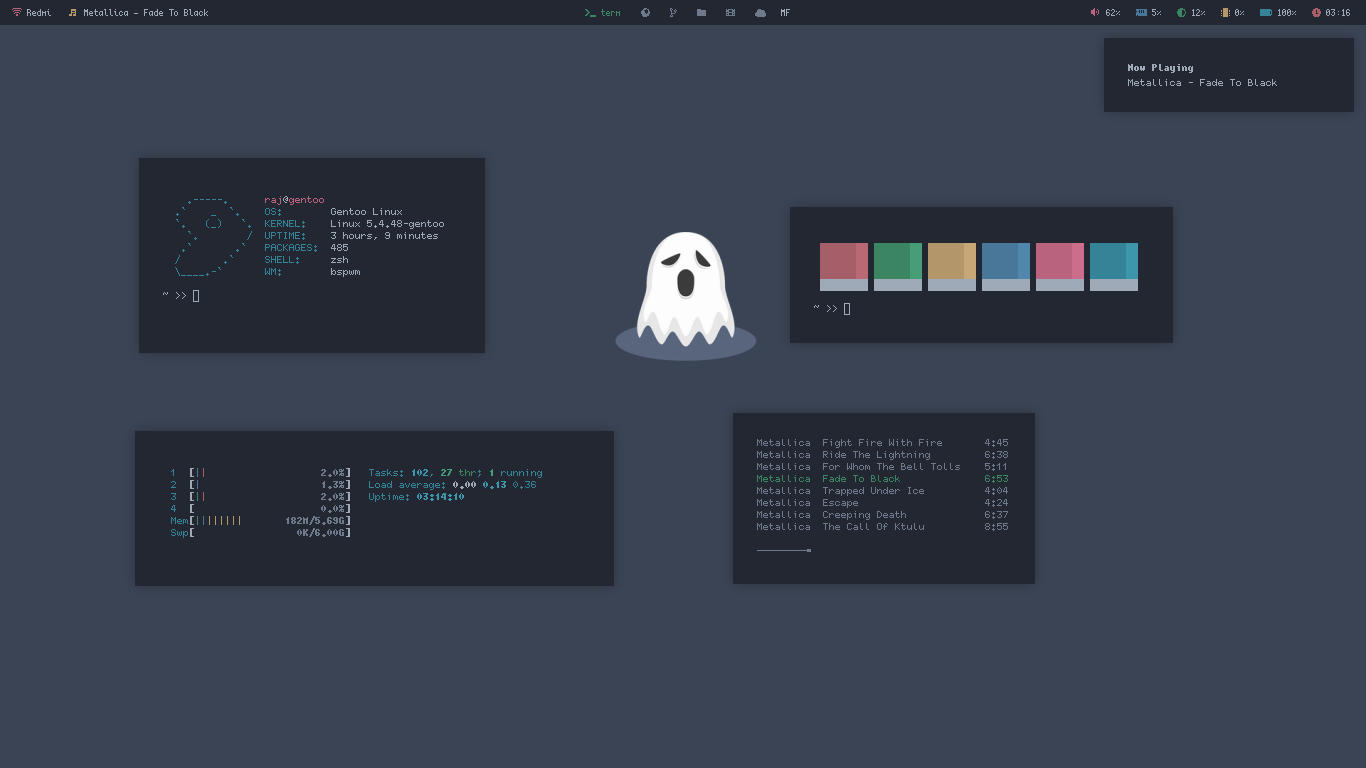 Redmi Metallica - Fade To Black >_ term MF 62% 5% 12% 0% 100% 03:16
Now Playing
Metallica - Fade To Black
raj@gentoo
OS: Gentoo Linux
KERNEL: Linux 5.4.48-gentoo
UPTIME: 3 hours, 9 minutes
PACKAGES: 485
SHELL: zsh
WM: bspwm
~ >>
~ >>
1 [|| 2.0%] Tasks: 102, 27 thr; 1 running
2 [| 1.3%] Load average: 0.00 0.13 0.36
3 [|| 2.0%] Uptime: 03:14:10
4 [ 0.0%]
Mem[|||||||| 182M/5.69G]
Swp[ 0K/6.00G]
Metallica Fight Fire With Fire 4:45
Metallica Ride The Lightning 6:38
Metallica For Whom The Bell Tolls 5:11
Metallica Fade To Black 6:53
Metallica Trapped Under Ice 4:04
Metallica Escape 4:24
Metallica Creeping Death 6:37
Metallica The Call Of Ktulu 8:55